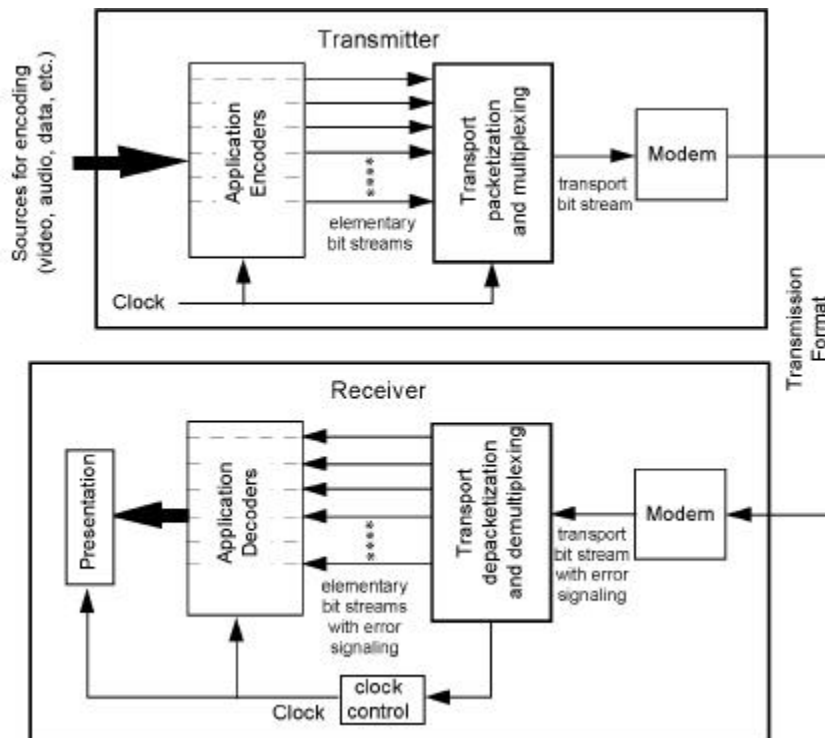 Transmitter
Sources for encoding
(video, audio, data, etc.)
Application
Encoders
****
elementary
bit streams
Transport
packetization
and multiplexing
transport
bit stream
Modem
Clock
Transmission
Format
Receiver
Presentation
Application
Decoders
****
elementary
bit streams
with error
signaling
Transport
depacketization
and demultiplexing
transport
bit stream
with error
signaling
Modem
Clock
clock
control